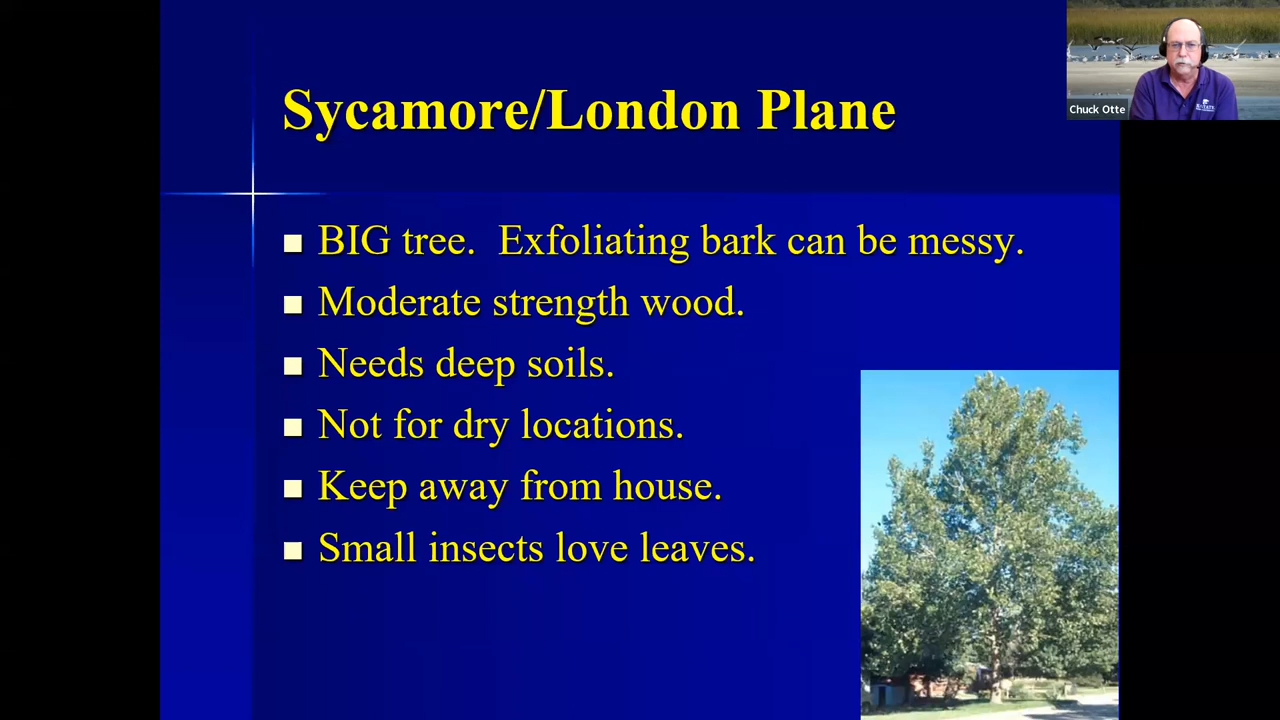 Sycamore/London Plane
BIG tree. Exfoliating bark can be messy.
Moderate strength wood.
Needs deep soils.
Not for dry locations.
Keep away from house.
Small insects love leaves.
Chuck Otte